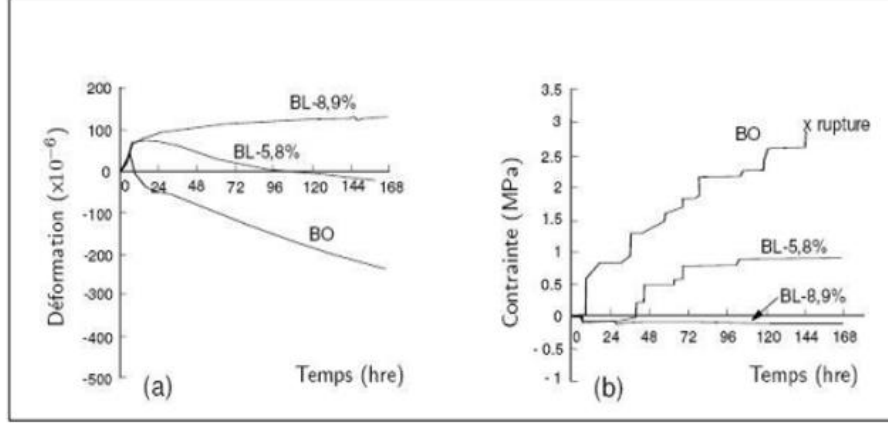 200
100
0
-100
-200
-300
-400
-500
Déformation (x10⁻⁶)
BL-8,9%
BL-5,8%
BO
0 24 48 72 96 120 144 168
Temps (hre)
(a)
3.5
3
2.5
2
1.5
1
0.5
0
- 0.5
- 1
Contrainte (MPa)
BO
x rupture
BL-5,8%
BL-8,9%
0 24 48 72 96 120 144 168
Temps (hre)
(b)